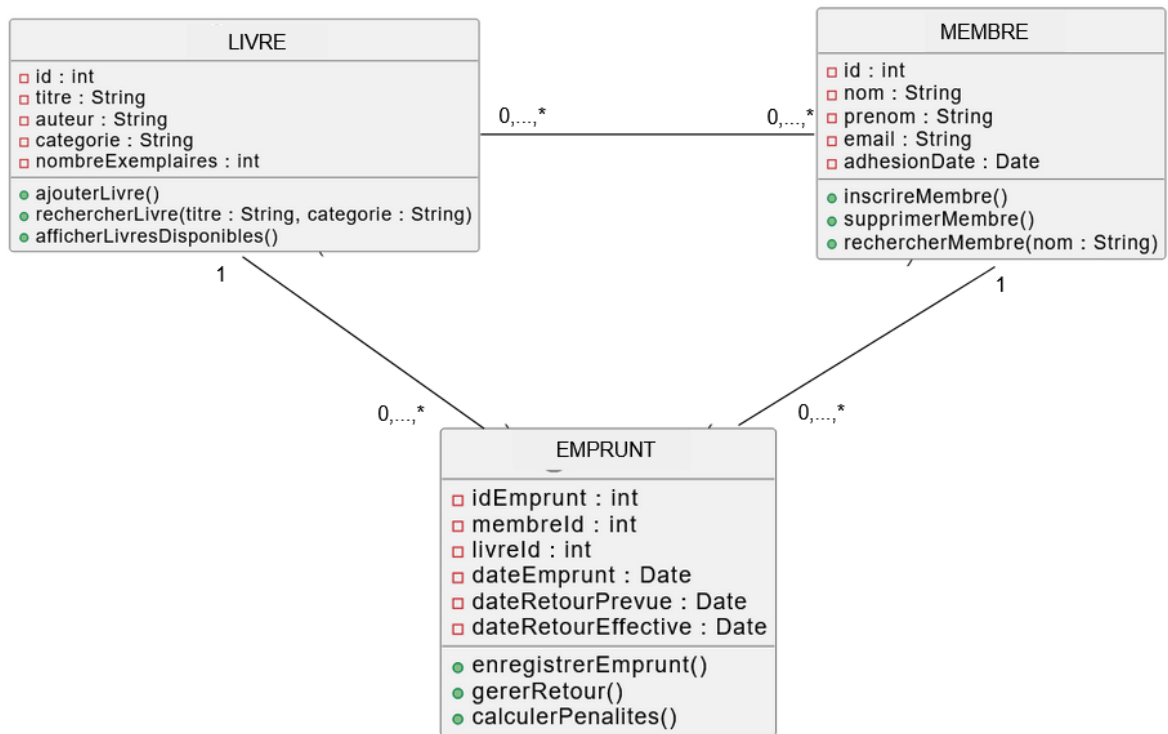 LIVRE
id : int
titre : String
auteur : String
categorie : String
nombreExemplaires : int
ajouterLivre()
rechercherLivre(titre : String, categorie : String)
afficherLivresDisponibles()
0,...,*
0,...,*
MEMBRE
id : int
nom : String
prenom : String
email : String
adhesionDate : Date
inscrireMembre()
supprimerMembre()
rechercherMembre(nom : String)
1
1
0,...,*
0,...,*
EMPRUNT
idEmprunt : int
membreId : int
livreId : int
dateEmprunt : Date
dateRetourPrevue : Date
dateRetourEffective : Date
enregistrerEmprunt()
gererRetour()
calculerPenalites()